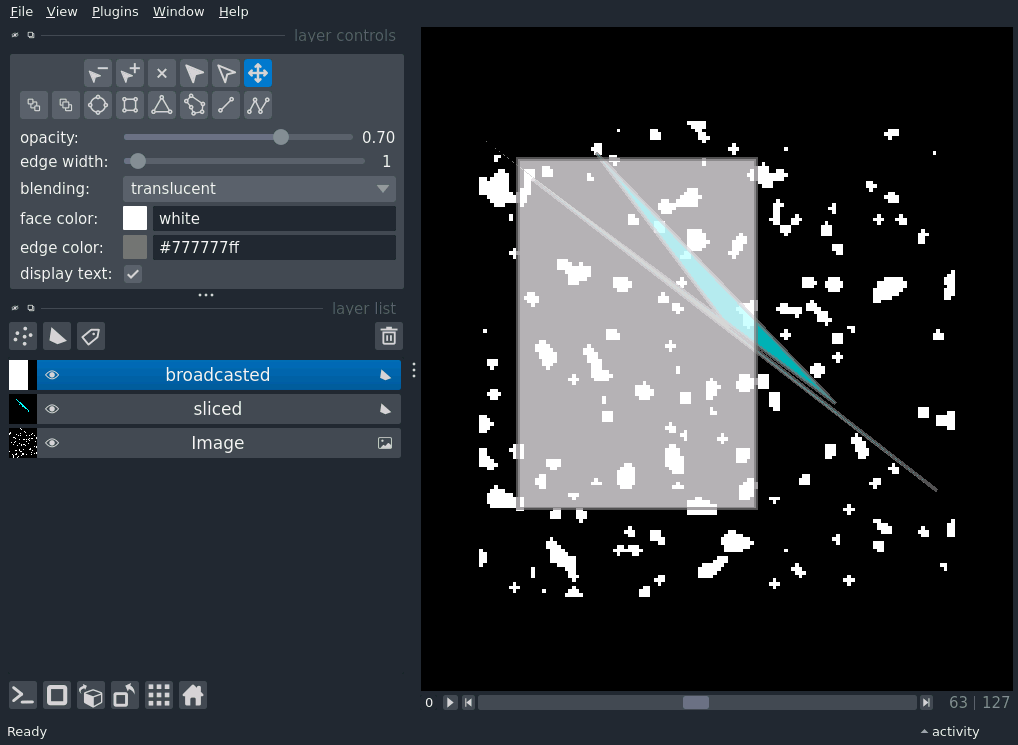 File View Plugins Window Help
layer controls
opacity: 0.70
edge width: 1
blending: translucent
face color: white
edge color: #777777ff
display text:
layer list
broadcasted
sliced
Image
0 63 | 127
Ready activity